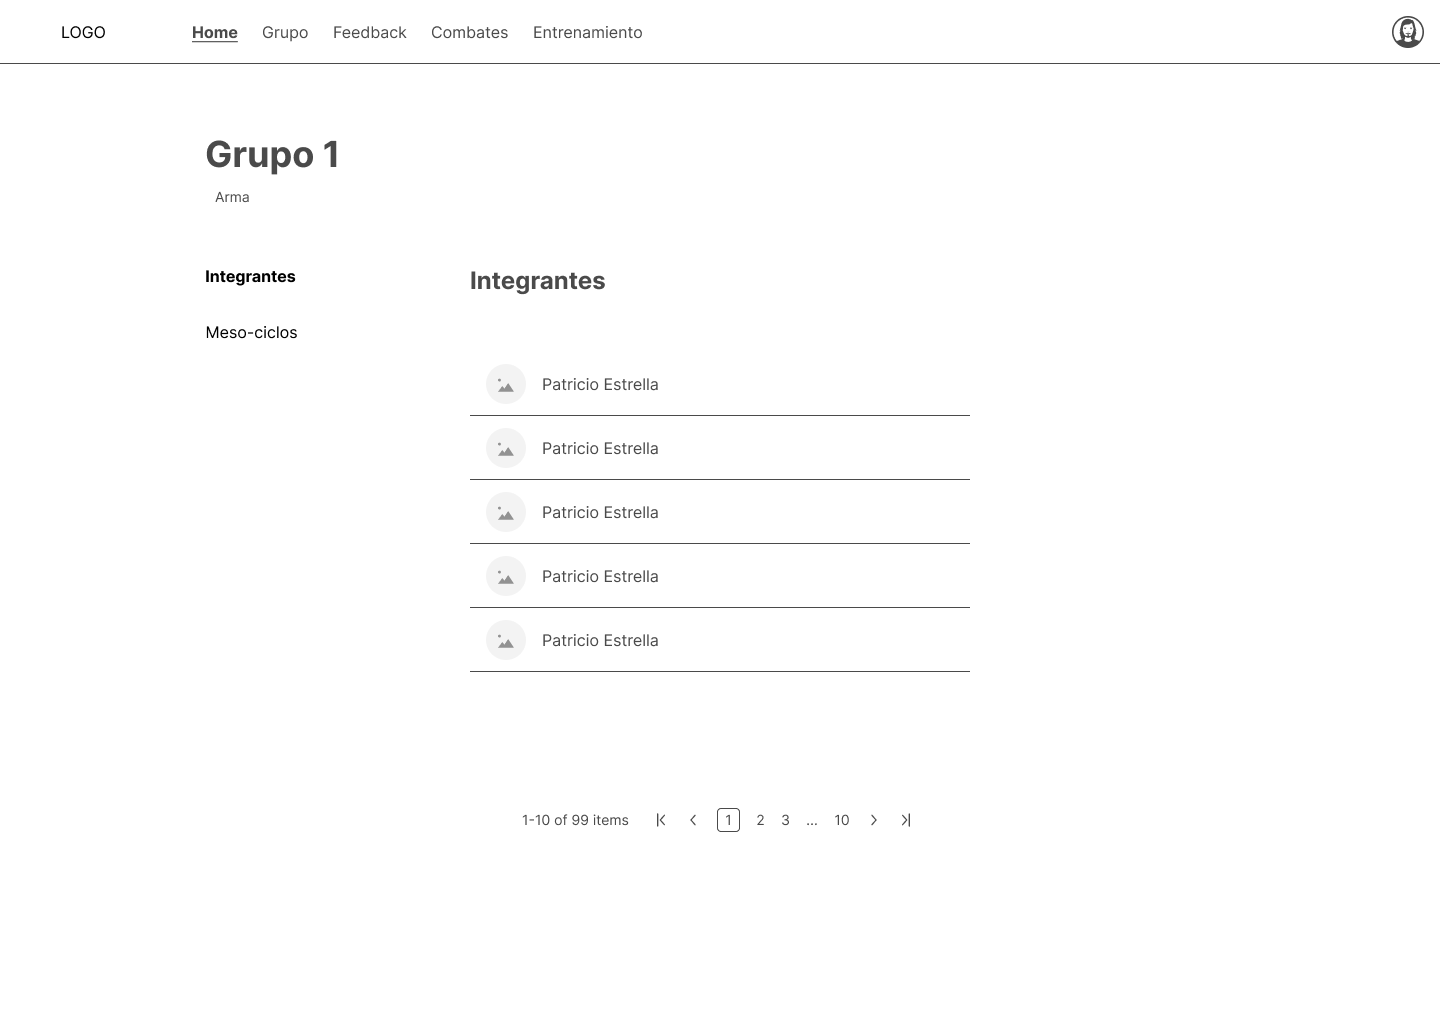 LOGO Home Grupo Feedback Combates Entrenamiento
Grupo 1
Arma
Integrantes
Meso-ciclos
Integrantes
Patricio Estrella
Patricio Estrella
Patricio Estrella
Patricio Estrella
Patricio Estrella
1-10 of 99 items 1 2 3 ... 10